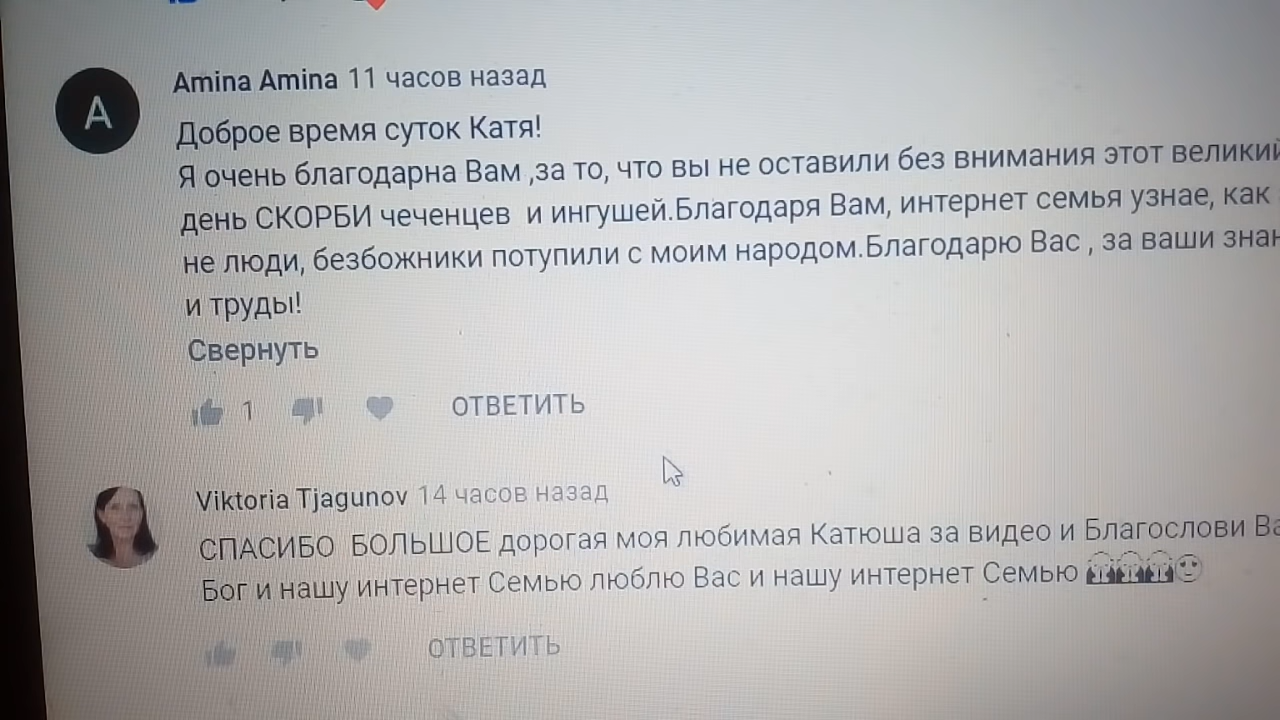 A
Amina Amina 11 часов назад
Доброе время суток Катя!
Я очень благодарна Вам ,за то, что вы не оставили без внимания этот великий
день СКОРБИ чеченцев и ингушей.Благодаря Вам, интернет семья узнае, как
не люди, безбожники потупили с моим народом.Благодарю Вас , за ваши знан
и труды!
Свернуть
1 ОТВЕТИТЬ
Viktoria Tjagunov 14 часов назад
СПАСИБО БОЛЬШОЕ дорогая моя любимая Катюша за видео и Благослови Ва
Бог и нашу интернет Семью люблю Вас и нашу интернет Семью
ОТВЕТИТЬ